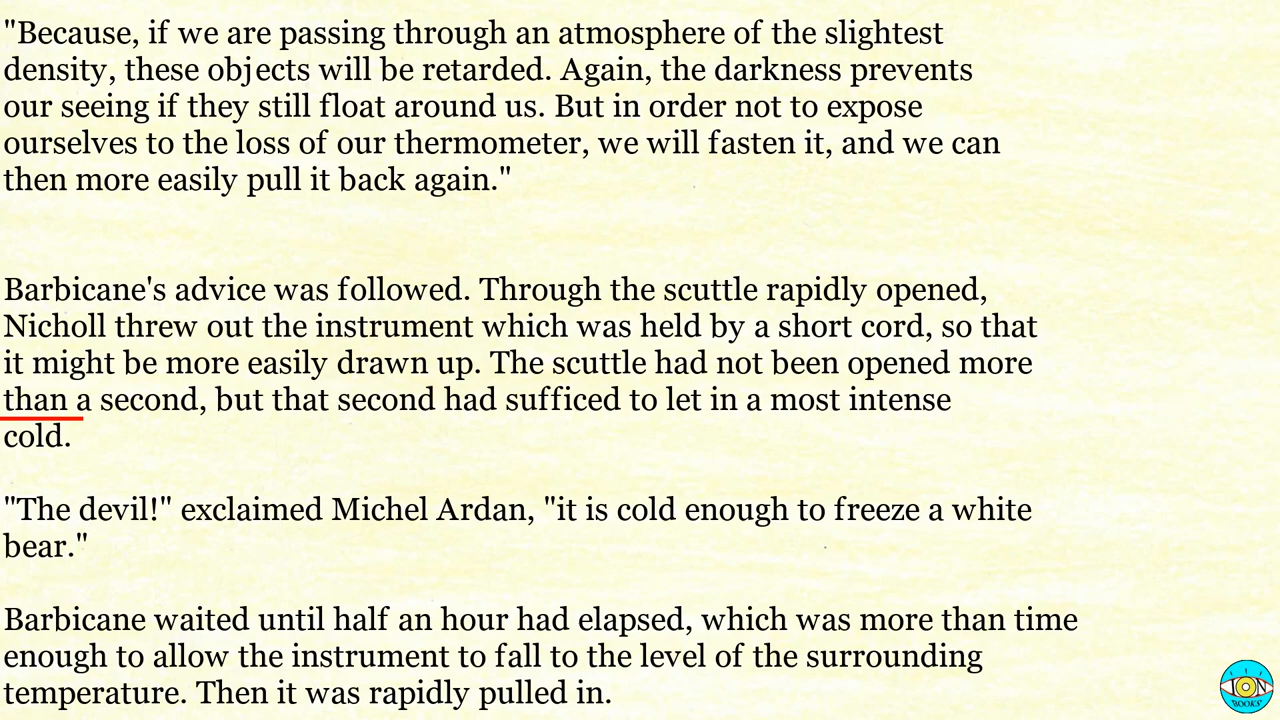 "Because, if we are passing through an atmosphere of the slightest
density, these objects will be retarded. Again, the darkness prevents
our seeing if they still float around us. But in order not to expose
ourselves to the loss of our thermometer, we will fasten it, and we can
then more easily pull it back again."
Barbicane's advice was followed. Through the scuttle rapidly opened,
Nicholl threw out the instrument which was held by a short cord, so that
it might be more easily drawn up. The scuttle had not been opened more
than a second, but that second had sufficed to let in a most intense
cold.
"The devil!" exclaimed Michel Ardan, "it is cold enough to freeze a white
bear."
Barbicane waited until half an hour had elapsed, which was more than time
enough to allow the instrument to fall to the level of the surrounding
temperature. Then it was rapidly pulled in.
ION
BOOKS